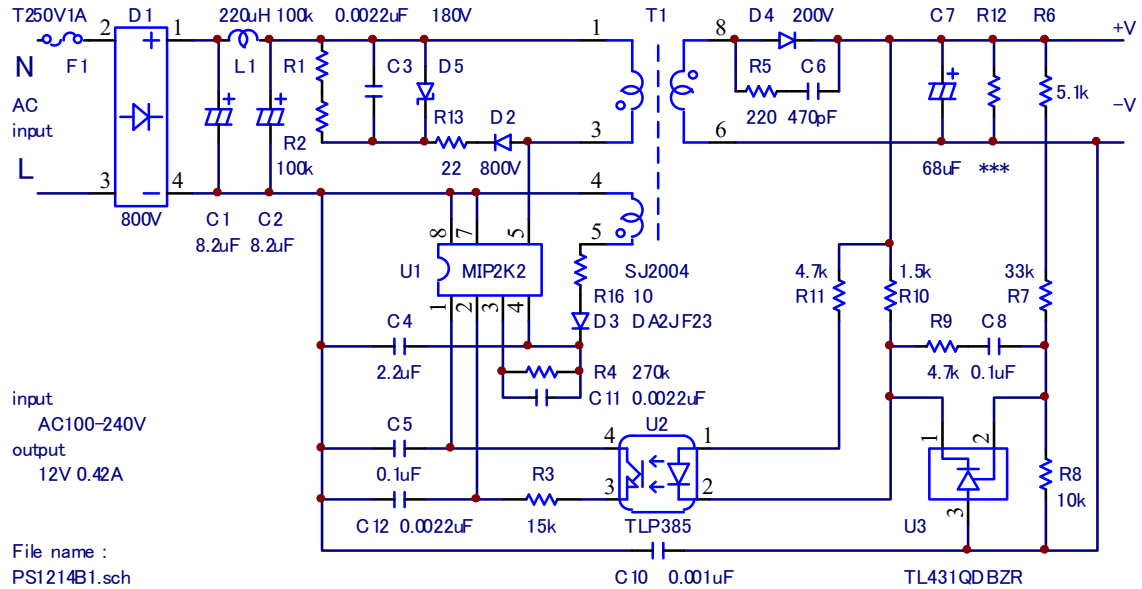 T250V1A
D1
220uH 100k
0.0022uF
180V
T1
D4
200V
C7
R12
R6
2
1
1
8
+V
F1
L1
R1
C3
D5
R5
C6
5.1k
N
AC
input
L
R13
D2
220
470pF
-V
3
6
R2
100k
22
800V
68uF
***
3
4
4
800V
C1
C2
8.2uF
8.2uF
8
7
5
5
U1
MIP2K2
SJ2004
4.7k
R11
1.5k
R10
33k
R7
1
2
3
4
R16 10
D3 DA2JF23
C4
2.2uF
R9
C8
4.7k
0.1uF
R4 270k
C11 0.0022uF
input
AC100-240V
output
12V 0.42A
C5
0.1uF
4
U2
1
1
2
R3
3
2
R8
10k
C12 0.0022uF
15k
TLP385
U3
3
File name :
PS1214B1.sch
C10 0.001uF
TL431QDBZR